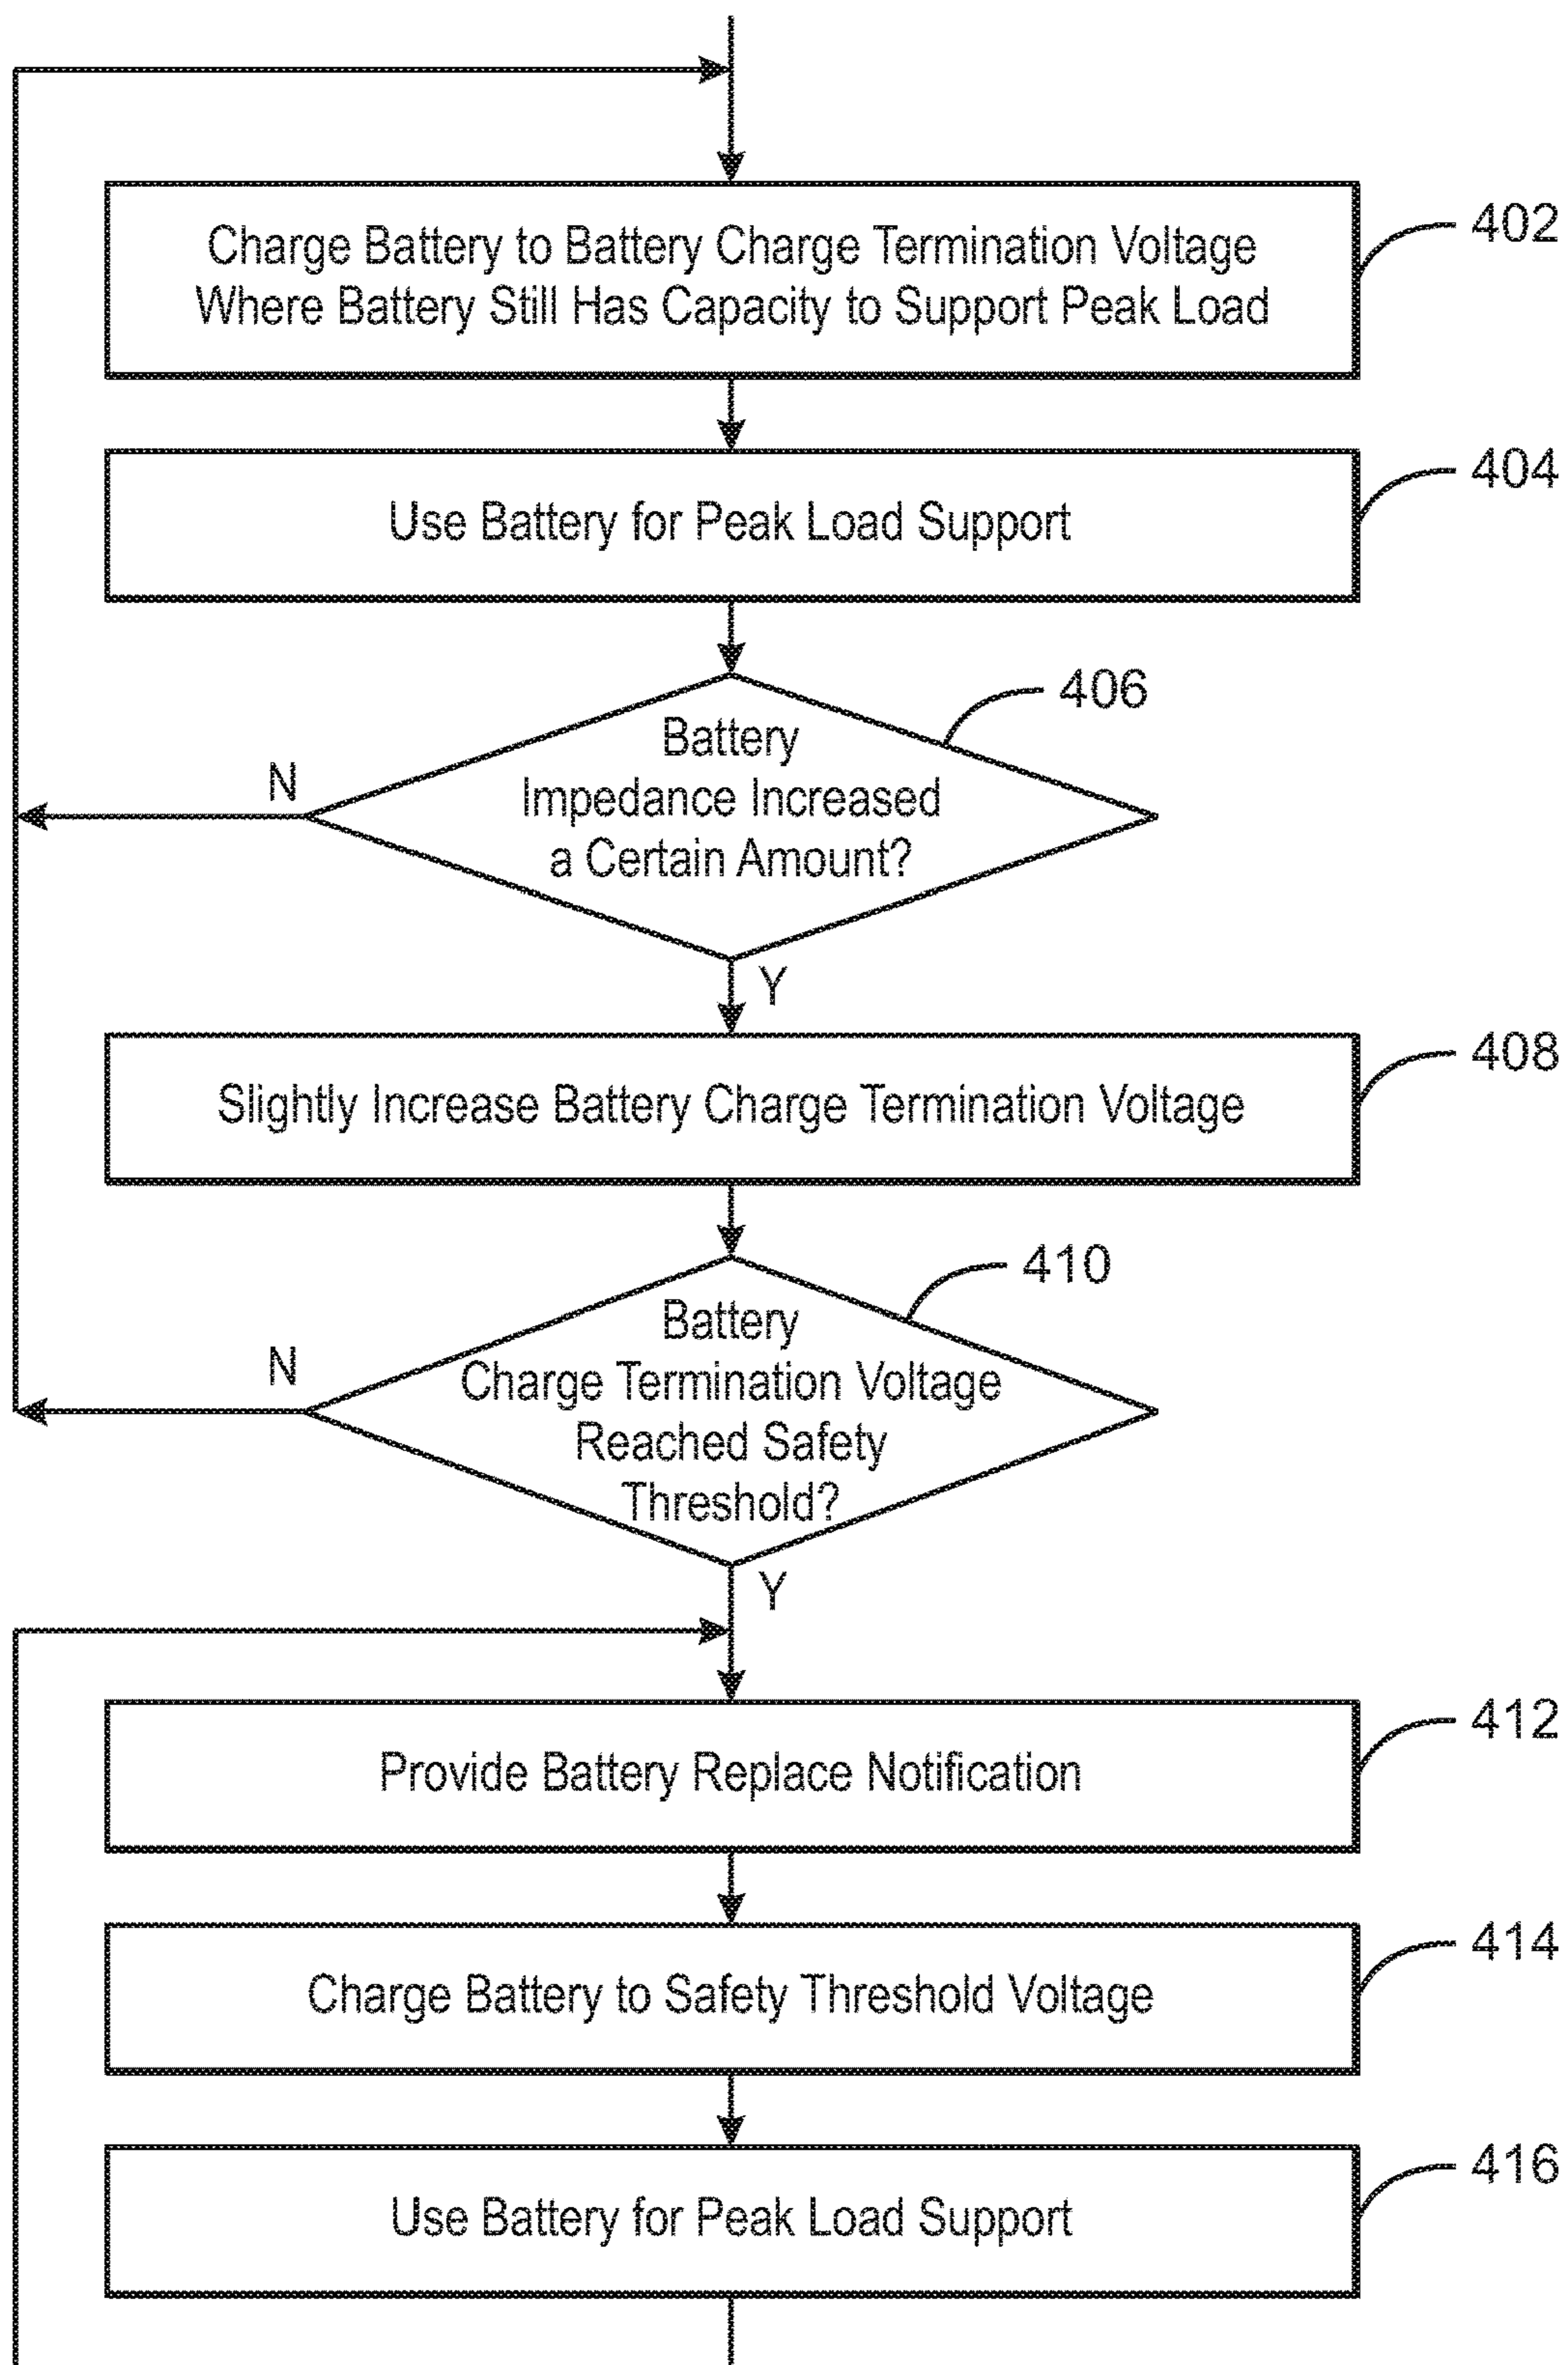 Charge Battery to Battery Charge Termination Voltage
Where Battery Still Has Capacity to Support Peak Load
402
Use Battery for Peak Load Support
404
406
Battery
Impedance Increased
a Certain Amount?
N
Y
Slightly Increase Battery Charge Termination Voltage
408
410
Battery
Charge Termination Voltage
Reached Safety
Threshold?
N
Y
Provide Battery Replace Notification
412
Charge Battery to Safety Threshold Voltage
414
Use Battery for Peak Load Support
416